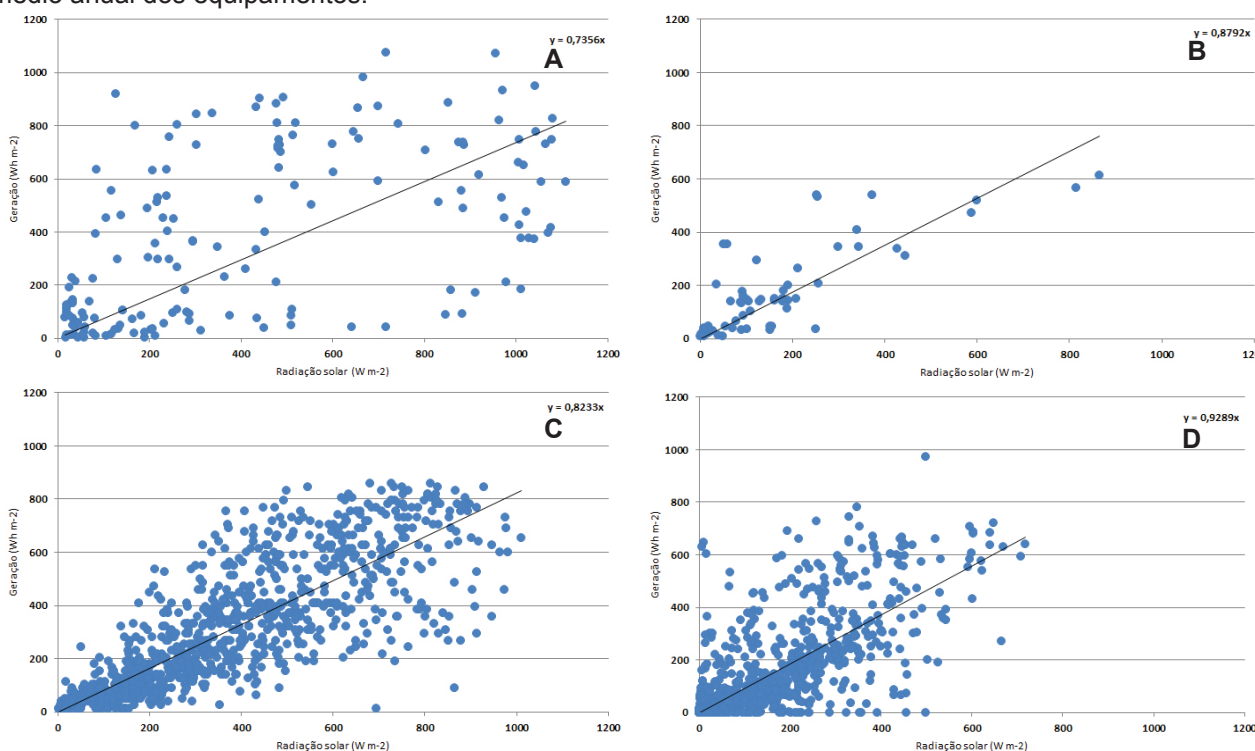 médio anual dos equipamentos.
1200
y = 0,7356x
A
1000
800
600
400
200
0
Geração (Wh m-2)
0 200 400 600 800 1000 1200
Radiação solar (W m-2)
1200
y = 0,8792x
B
1000
800
600
400
200
0
Geração (Wh m-2)
0 200 400 600 800 1000 1200
Radiação solar (W m-2)
1200
y = 0,8233x
C
1000
800
600
400
200
0
Geração (Wh m-2)
0 200 400 600 800 1000 1200
Radiação solar (W m-2)
1200
y = 0,9289x
D
1000
800
600
400
200
0
Geração (Wh m-2)
0 200 400 600 800 1000 1200
Radiação solar (W m-2)